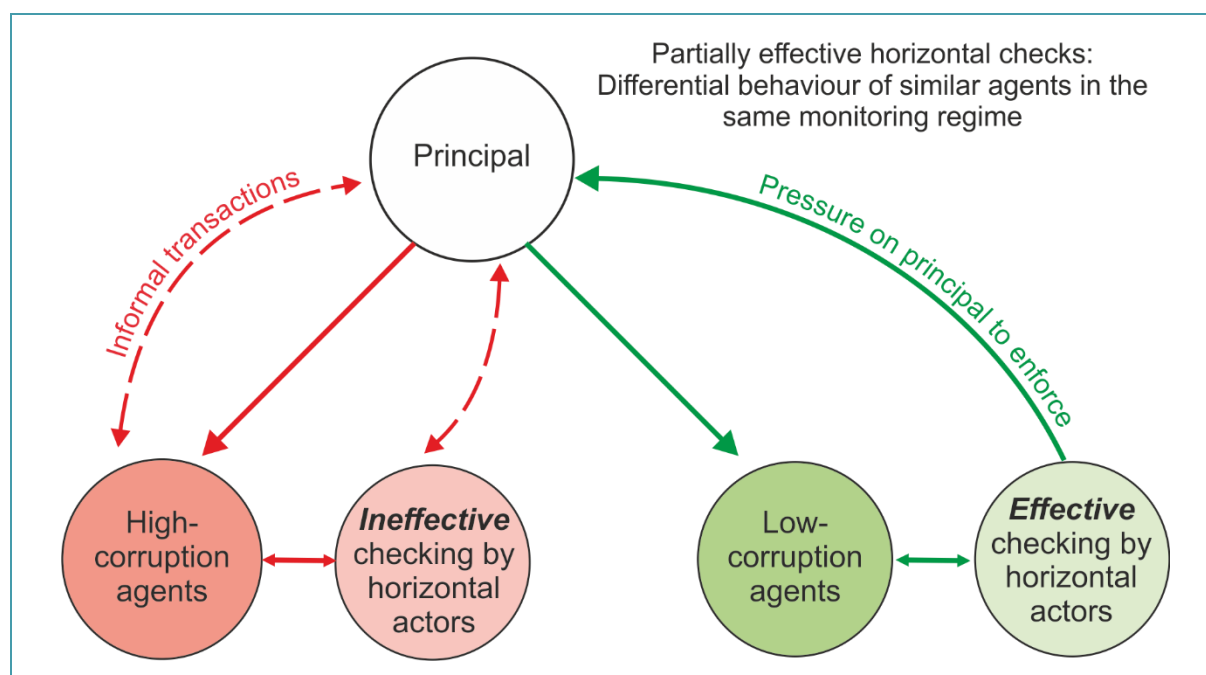 Partially effective horizontal checks:
Differential behaviour of similar agents in the
same monitoring regime
Principal
Informal transactions
Pressure on principal to enforce
High-
corruption
agents
Ineffective
checking by
horizontal
actors
Low-
corruption
agents
Effective
checking by
horizontal
actors